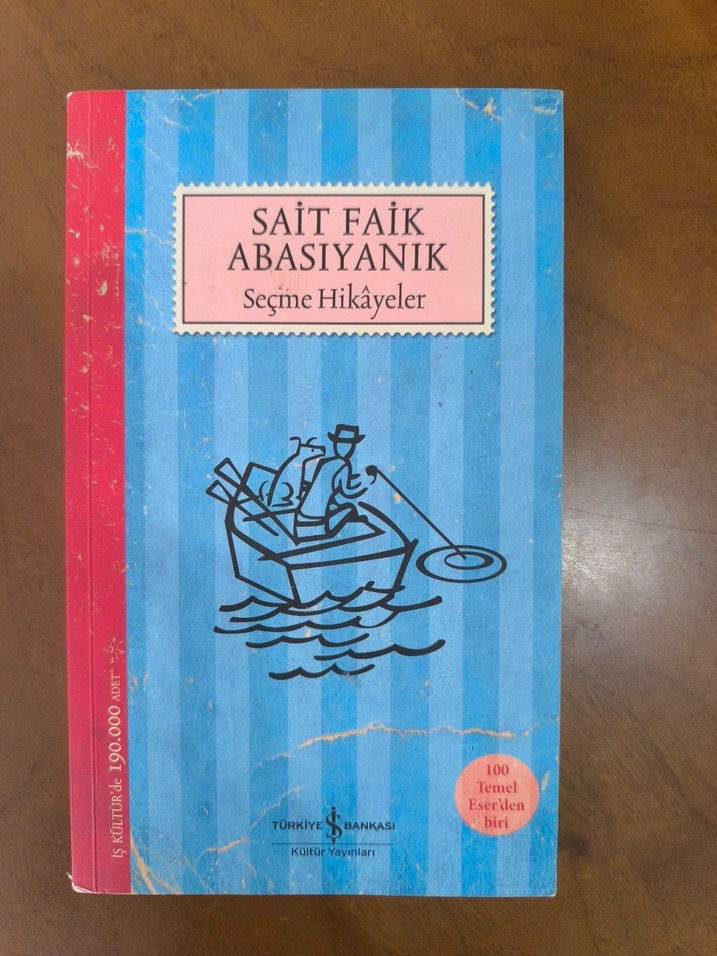 SAİT FAİK
ABASIYANIK
Seçme Hikâyeler
İŞ KÜLTÜR'de 190.000 ADET
100
Temel
Eser'den
biri
TÜRKİYE İŞ BANKASI
Kültür Yayınları